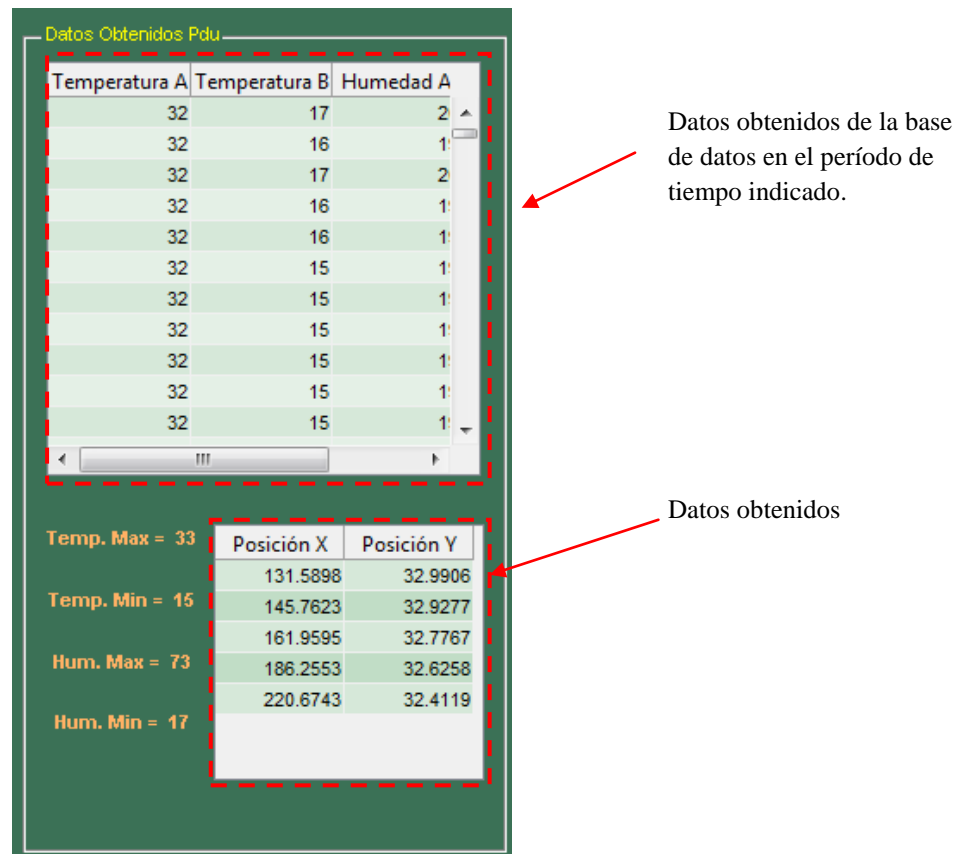 Datos Obtenidos Pdu
Temperatura A Temperatura B Humedad A
32 17
32 16
32 17
32 16
32 16
32 15
32 15
32 15
32 15
32 15
32 15
Datos obtenidos de la base
de datos en el período de
tiempo indicado.
Temp. Max = 33
Temp. Min = 15
Hum. Max = 73
Hum. Min = 17
Posición X Posición Y
131.5898 32.9906
145.7623 32.9277
161.9595 32.7767
186.2553 32.6258
220.6743 32.4119
Datos obtenidos